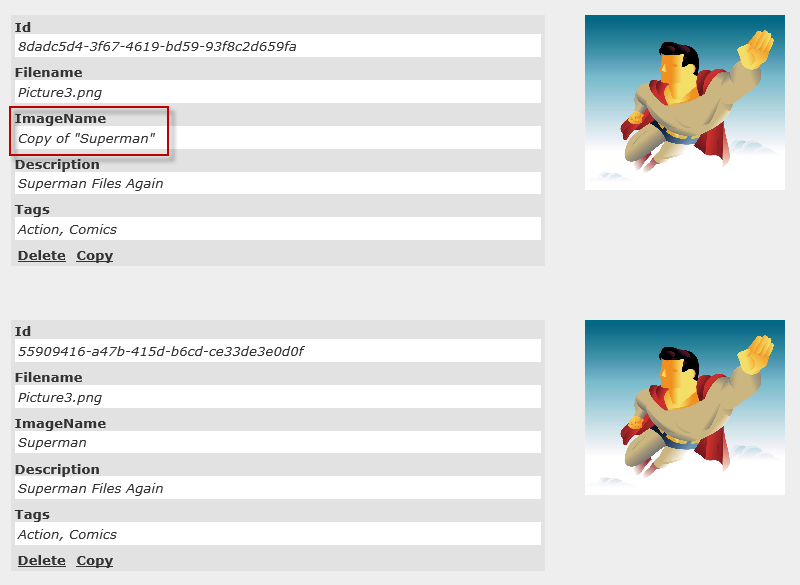 Id
8dadc5d4-3f67-4619-bd59-93f8c2d659fa
Filename
Picture3.png
ImageName
Copy of "Superman"
Description
Superman Files Again
Tags
Action, Comics
Delete Copy
Id
55909416-a47b-415d-b6cd-ce33de3e0d0f
Filename
Picture3.png
ImageName
Superman
Description
Superman Files Again
Tags
Action, Comics
Delete Copy